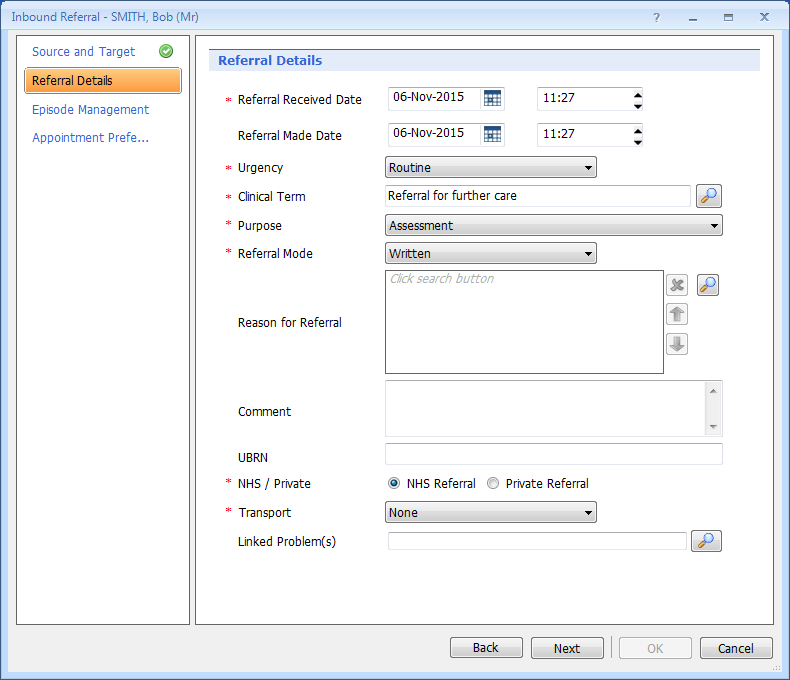 Inbound Referral - SMITH, Bob (Mr)
Source and Target
Referral Details
Episode Management
Appointment Prefe...
Referral Details
* Referral Received Date 06-Nov-2015 11:27
Referral Made Date 06-Nov-2015 11:27
* Urgency Routine
* Clinical Term Referral for further care
* Purpose Assessment
* Referral Mode Written
Click search button
Reason for Referral
Comment
UBRN
* NHS / Private NHS Referral Private Referral
* Transport None
Linked Problem(s)
Back Next OK Cancel